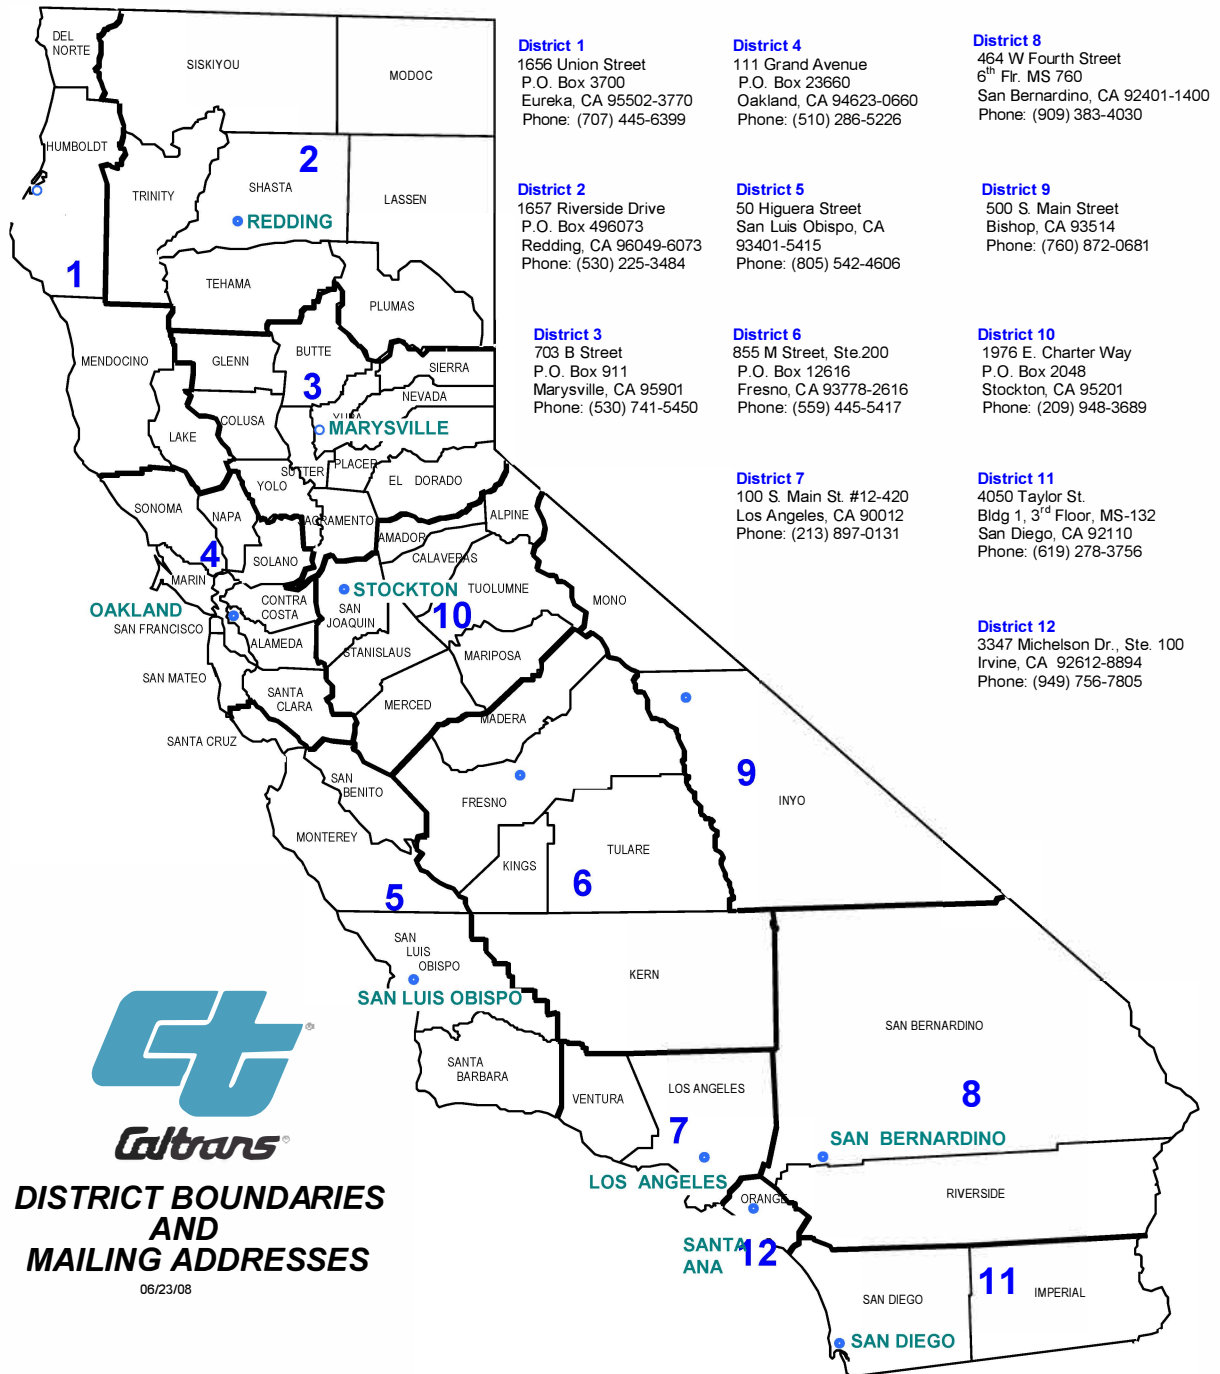 District 1
1656 Union Street
P.O. Box 3700
Eureka, CA 95502-3770
Phone: (707) 445-6399
District 4
111 Grand Avenue
P.O. Box 23660
Oakland, CA 94623-0660
Phone: (510) 286-5226
District 8
464 W Fourth Street
6th Flr. MS 760
San Bernardino, CA 92401-1400
Phone: (909) 383-4030
District 2
1657 Riverside Drive
P.O. Box 496073
Redding, CA 96049-6073
Phone: (530) 225-3484
District 5
50 Higuera Street
San Luis Obispo, CA
93401-5415
Phone: (805) 542-4606
District 9
500 S. Main Street
Bishop, CA 93514
Phone: (760) 872-0681
District 3
703 B Street
P.O. Box 911
Marysville, CA 95901
Phone: (530) 741-5450
District 6
855 M Street, Ste.200
P.O. Box 12616
Fresno, CA 93778-2616
Phone: (559) 445-5417
District 10
1976 E. Charter Way
P.O. Box 2048
Stockton, CA 95201
Phone: (209) 948-3689
District 7
100 S. Main St. #12-420
Los Angeles, CA 90012
Phone: (213) 897-0131
District 11
4050 Taylor St.
Bldg 1, 3rd Floor, MS-132
San Diego, CA 92110
Phone: (619) 278-3756
District 12
3347 Michelson Dr., Ste. 100
Irvine, CA 92612-8894
Phone: (949) 756-7805
DEL
NORTE
SISKIYOU
MODOC
HUMBOLDT
2
TRINITY
SHASTA
LASSEN
REDDING
1
TEHAMA
PLUMAS
MENDOCINO
GLENN
BUTTE
SIERRA
3
NEVADA
COLUSA
YUBA
MARYSVILLE
LAKE
PLACER
SUTTER
YOLO
EL DORADO
SONOMA
NAPA
SACRAMENTO
ALPINE
AMADOR
4
SOLANO
CALAVERAS
MARIN
STOCKTON
TUOLUMNE
CONTRA
COSTA
MONO
OAKLAND
SAN
JOAQUIN
10
SAN FRANCISCO
ALAMEDA
STANISLAUS
MARIPOSA
SAN MATEO
SANTA
CLARA
MERCED
MADERA
SANTA CRUZ
SAN
BENITO
9
FRESNO
INYO
MONTEREY
TULARE
KINGS
6
5
SAN
LUIS
OBISPO
KERN
SAN LUIS OBISPO
SAN BERNARDINO
SANTA
BARBARA
LOS ANGELES
VENTURA
8
7
SAN BERNARDINO
LOS ANGELES
RIVERSIDE
ORANGE
SANTA
ANA
12
11
SAN DIEGO
IMPERIAL
SAN DIEGO
Ct
®
Caltrans®
DISTRICT BOUNDARIES
AND
MAILING ADDRESSES
06/23/08